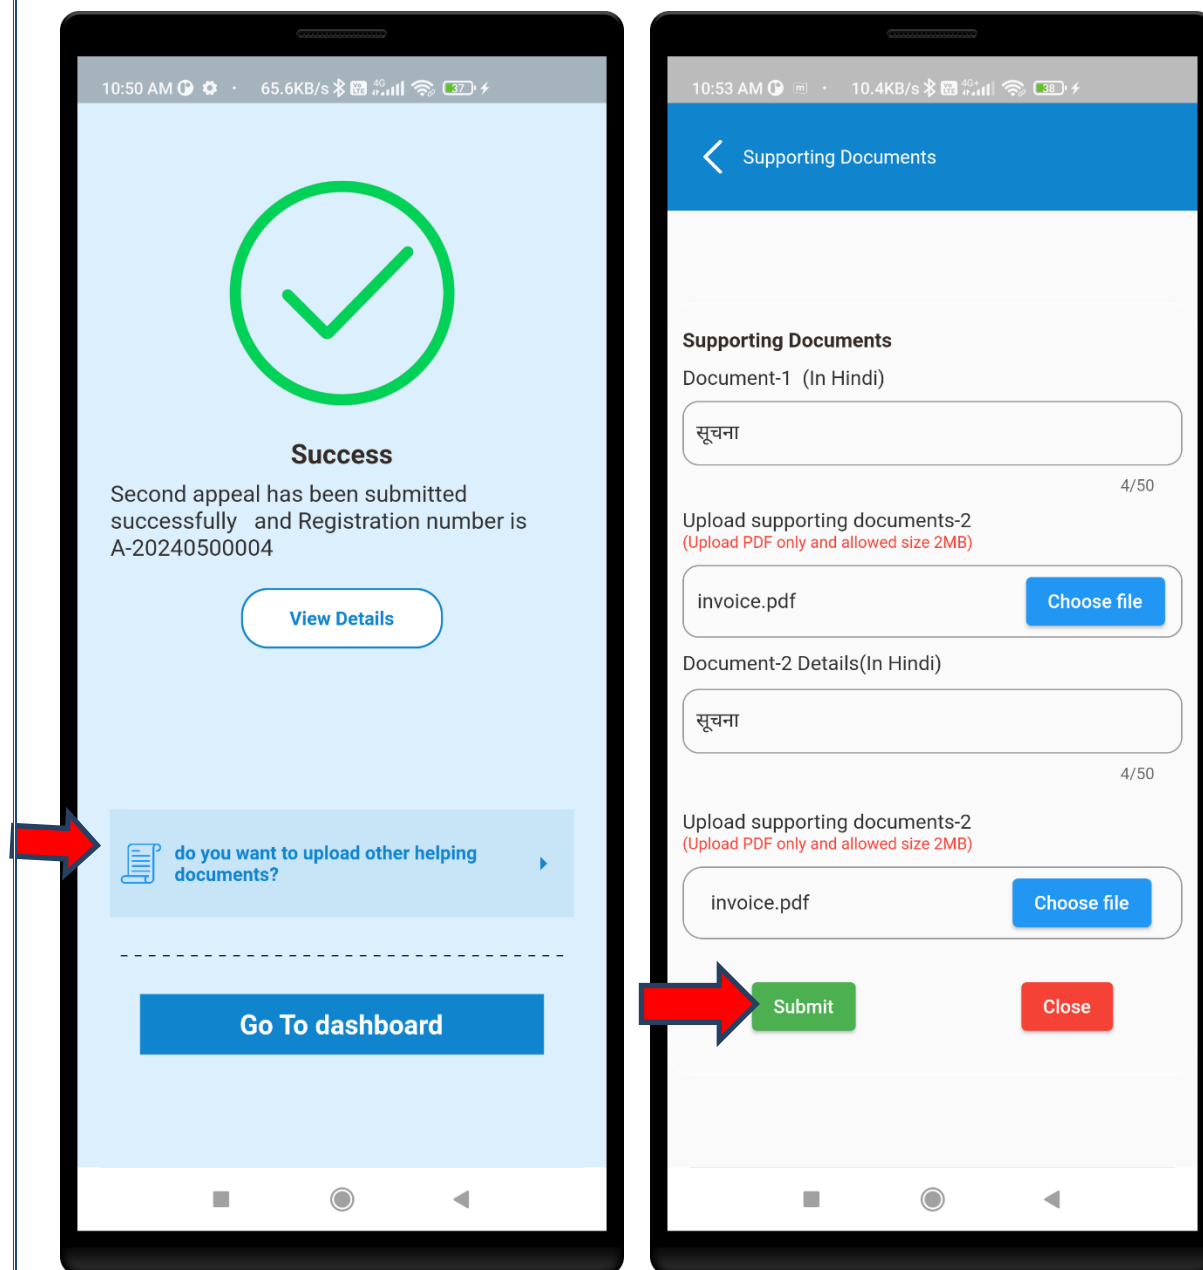 10:50 AM
65.6KB/s
4G
37
Success
Second appeal has been submitted
successfully and Registration number is
A-20240500004
View Details
do you want to upload other helping
documents?
Go To dashboard
10:53 AM
10.4KB/s
4G+
38
Supporting Documents
Supporting Documents
Document-1 (In Hindi)
सूचना
4/50
Upload supporting documents-2
(Upload PDF only and allowed size 2MB)
invoice.pdf
Choose file
Document-2 Details(In Hindi)
सूचना
4/50
Upload supporting documents-2
(Upload PDF only and allowed size 2MB)
invoice.pdf
Choose file
Submit
Close